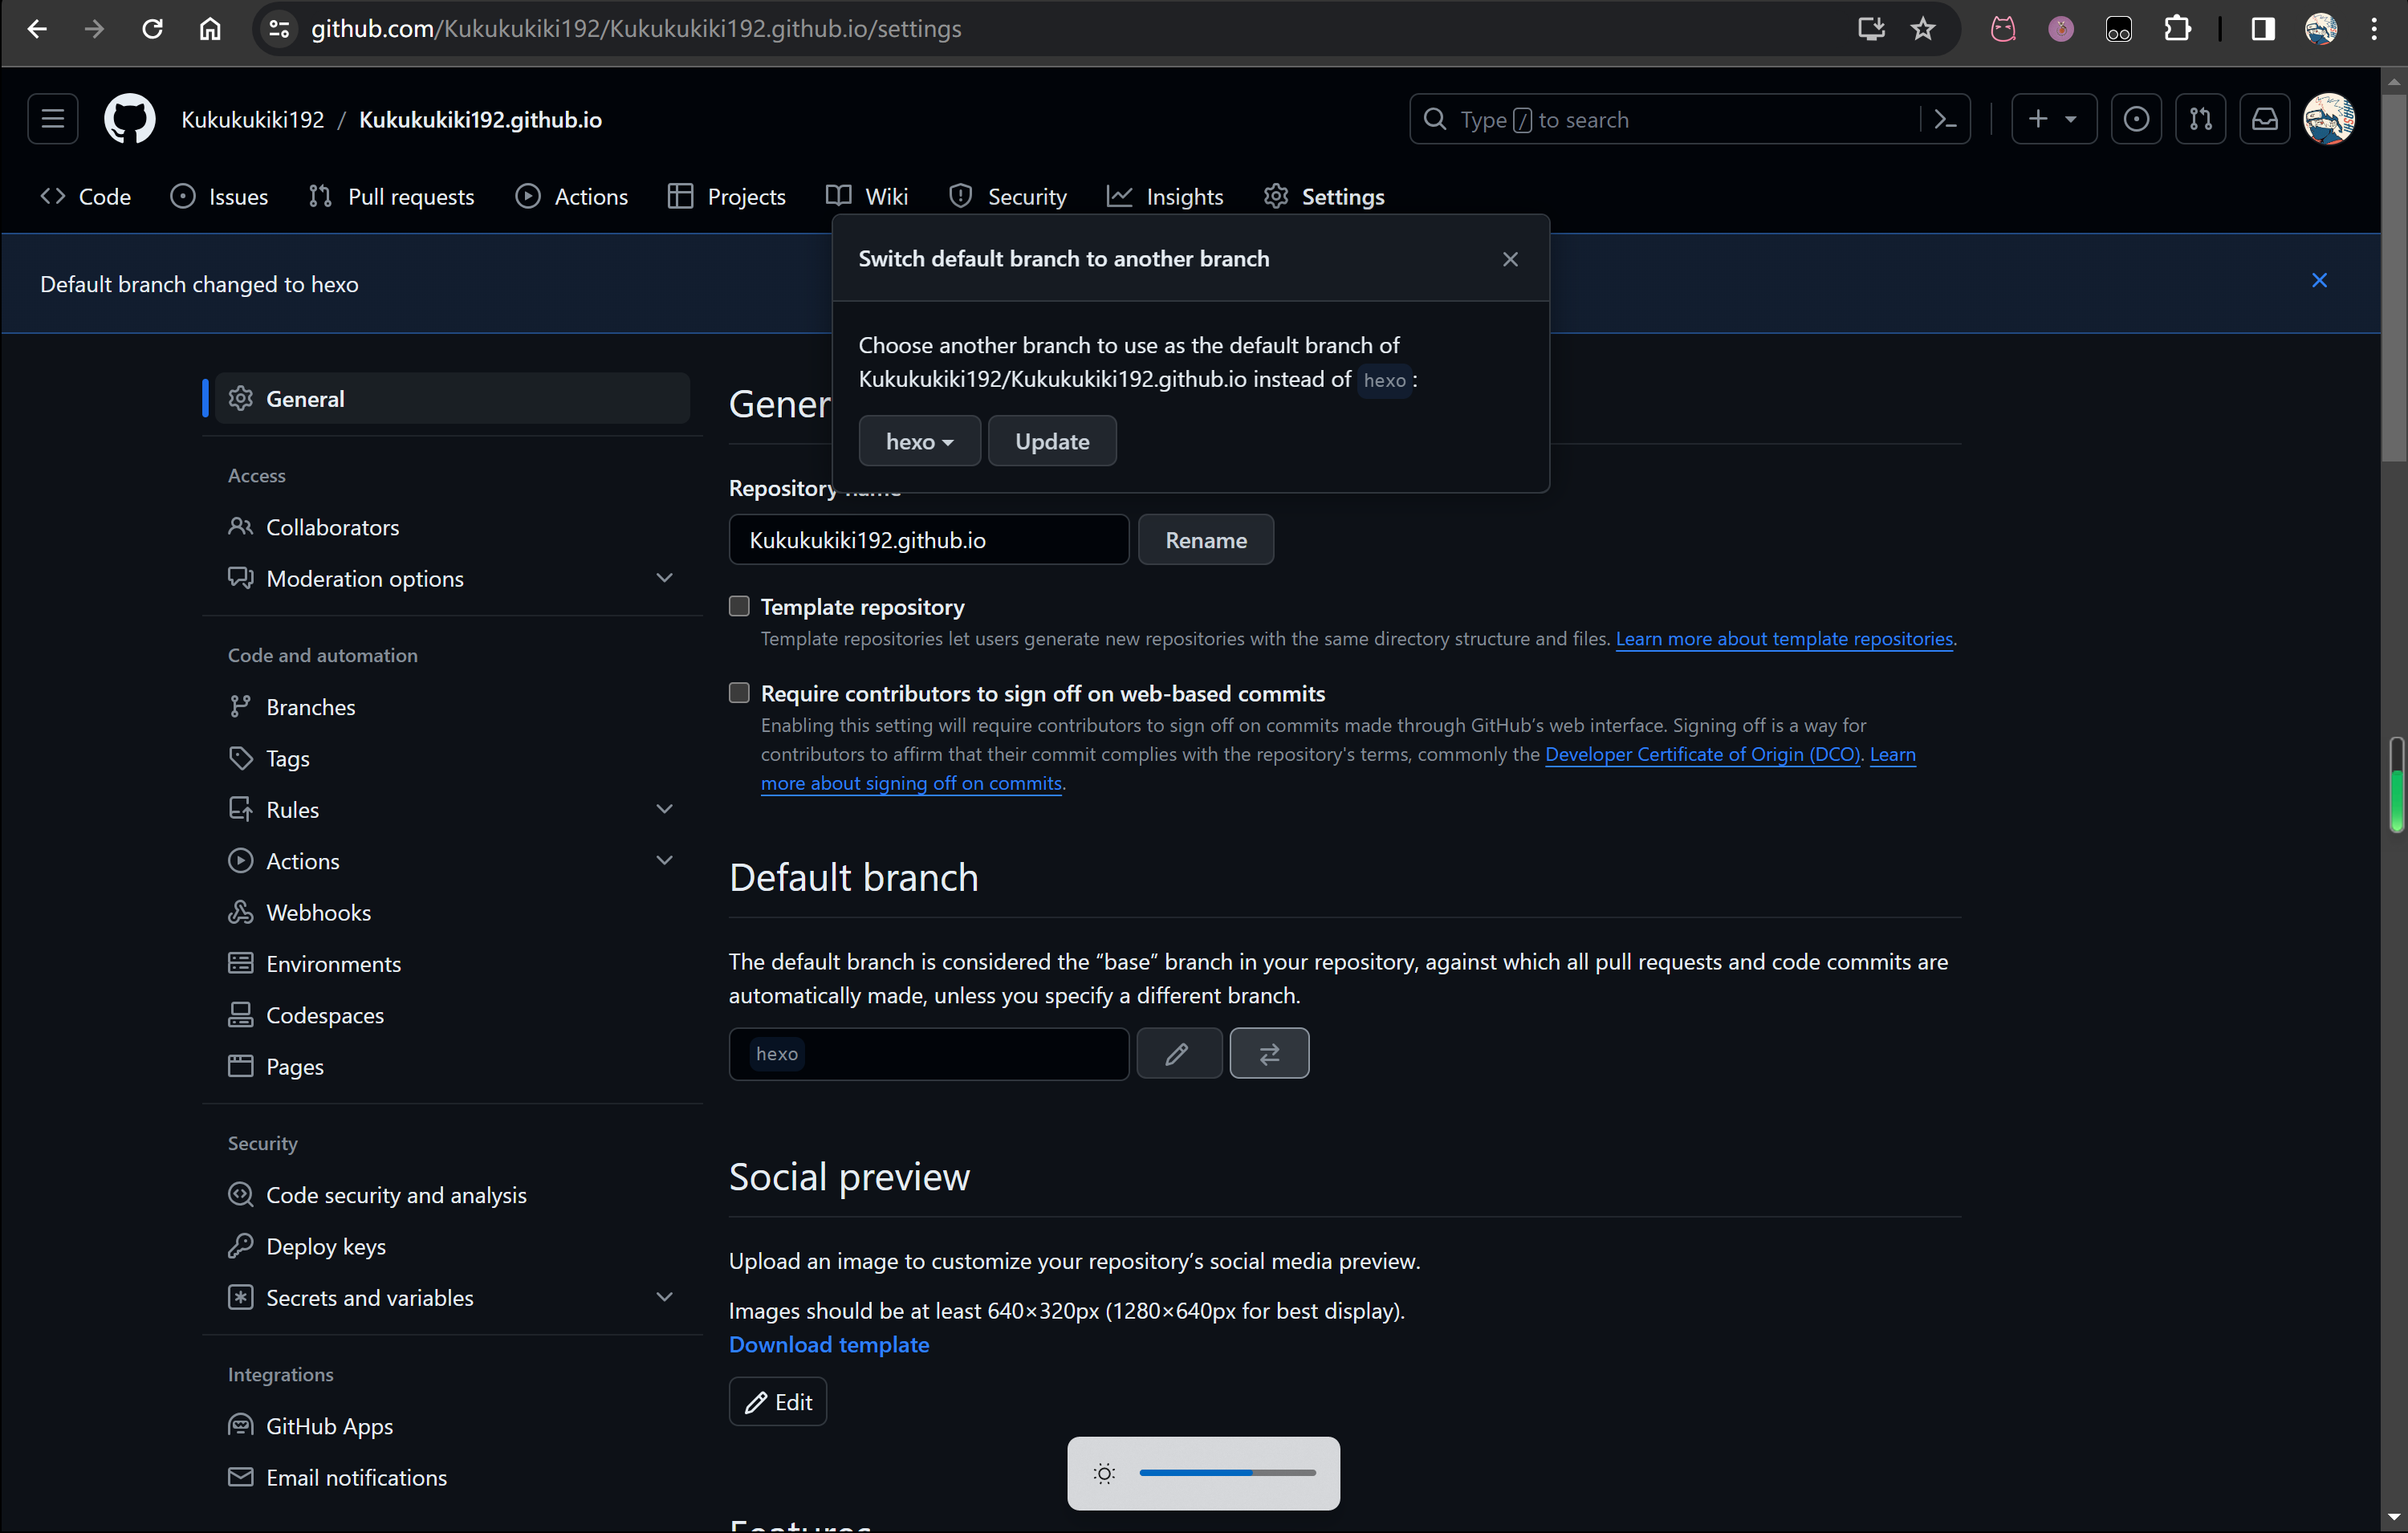 github.com/Kukukukiki192/Kukukukiki192.github.io/settings
Kukukukiki192 / Kukukukiki192.github.io
Type / to search
Code
Issues
Pull requests
Actions
Projects
Wiki
Security
Insights
Settings
Default branch changed to hexo
Switch default branch to another branch
Choose another branch to use as the default branch of
Kukukukiki192/Kukukukiki192.github.io instead of hexo :
hexo
Update
General
Access
Collaborators
Moderation options
Code and automation
Branches
Tags
Rules
Actions
Webhooks
Environments
Codespaces
Pages
Security
Code security and analysis
Deploy keys
Secrets and variables
Integrations
GitHub Apps
Email notifications
Gener
Repository name
Kukukukiki192.github.io
Rename
Template repository
Template repositories let users generate new repositories with the same directory structure and files. Learn more about template repositories.
Require contributors to sign off on web-based commits
Enabling this setting will require contributors to sign off on commits made through GitHub’s web interface. Signing off is a way for
contributors to affirm that their commit complies with the repository's terms, commonly the Developer Certificate of Origin (DCO). Learn
more about signing off on commits.
Default branch
The default branch is considered the “base” branch in your repository, against which all pull requests and code commits are
automatically made, unless you specify a different branch.
hexo
Social preview
Upload an image to customize your repository’s social media preview.
Images should be at least 640×320px (1280×640px for best display).
Download template
Edit
Features